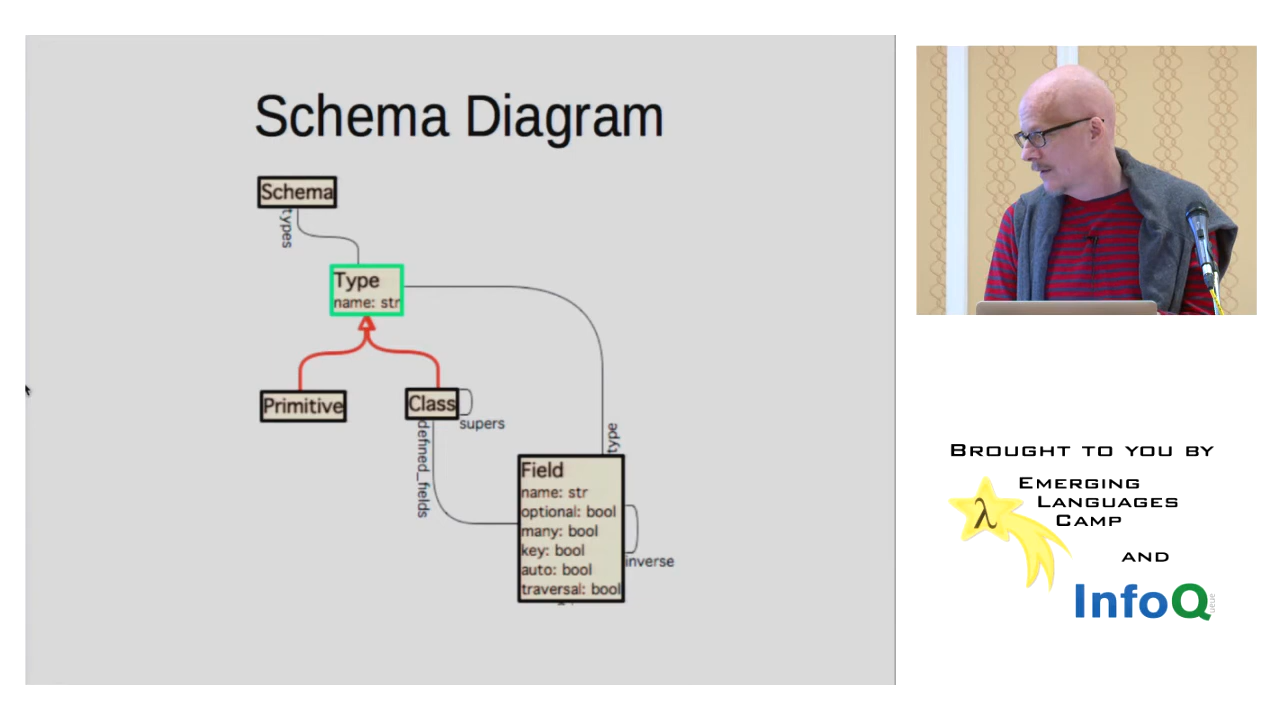 Schema Diagram
Schema
types
Type
name: str
Primitive
Class
supers
defined_fields
type
Field
name: str
optional: bool
many: bool
key: bool
auto: bool
traversal: bool
inverse
BROUGHT TO YOU BY
EMERGING
LANGUAGES
CAMP
λ
AND
InfoQ
ueue